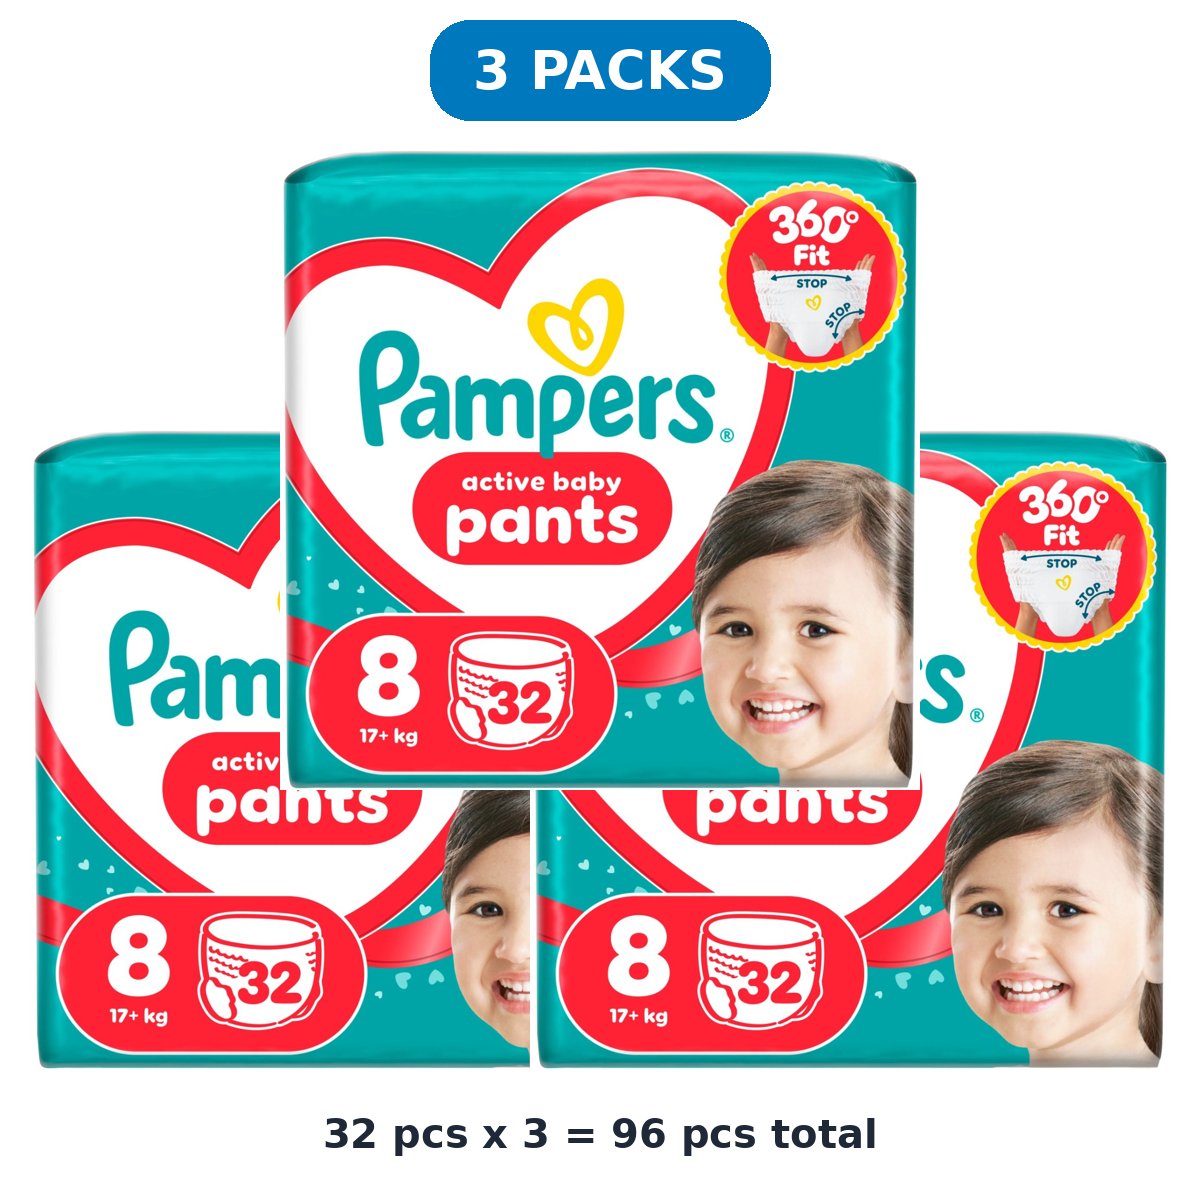 3 PACKS
360°
Fit
STOP
STOP
Pampers®
active baby
pants
8
32
17+ kg
Pam
activ
pants
8
32
17+ kg
360°
Fit
STOP
STOP
s®
pants
8
32
17+ kg
32 pcs x 3 = 96 pcs total